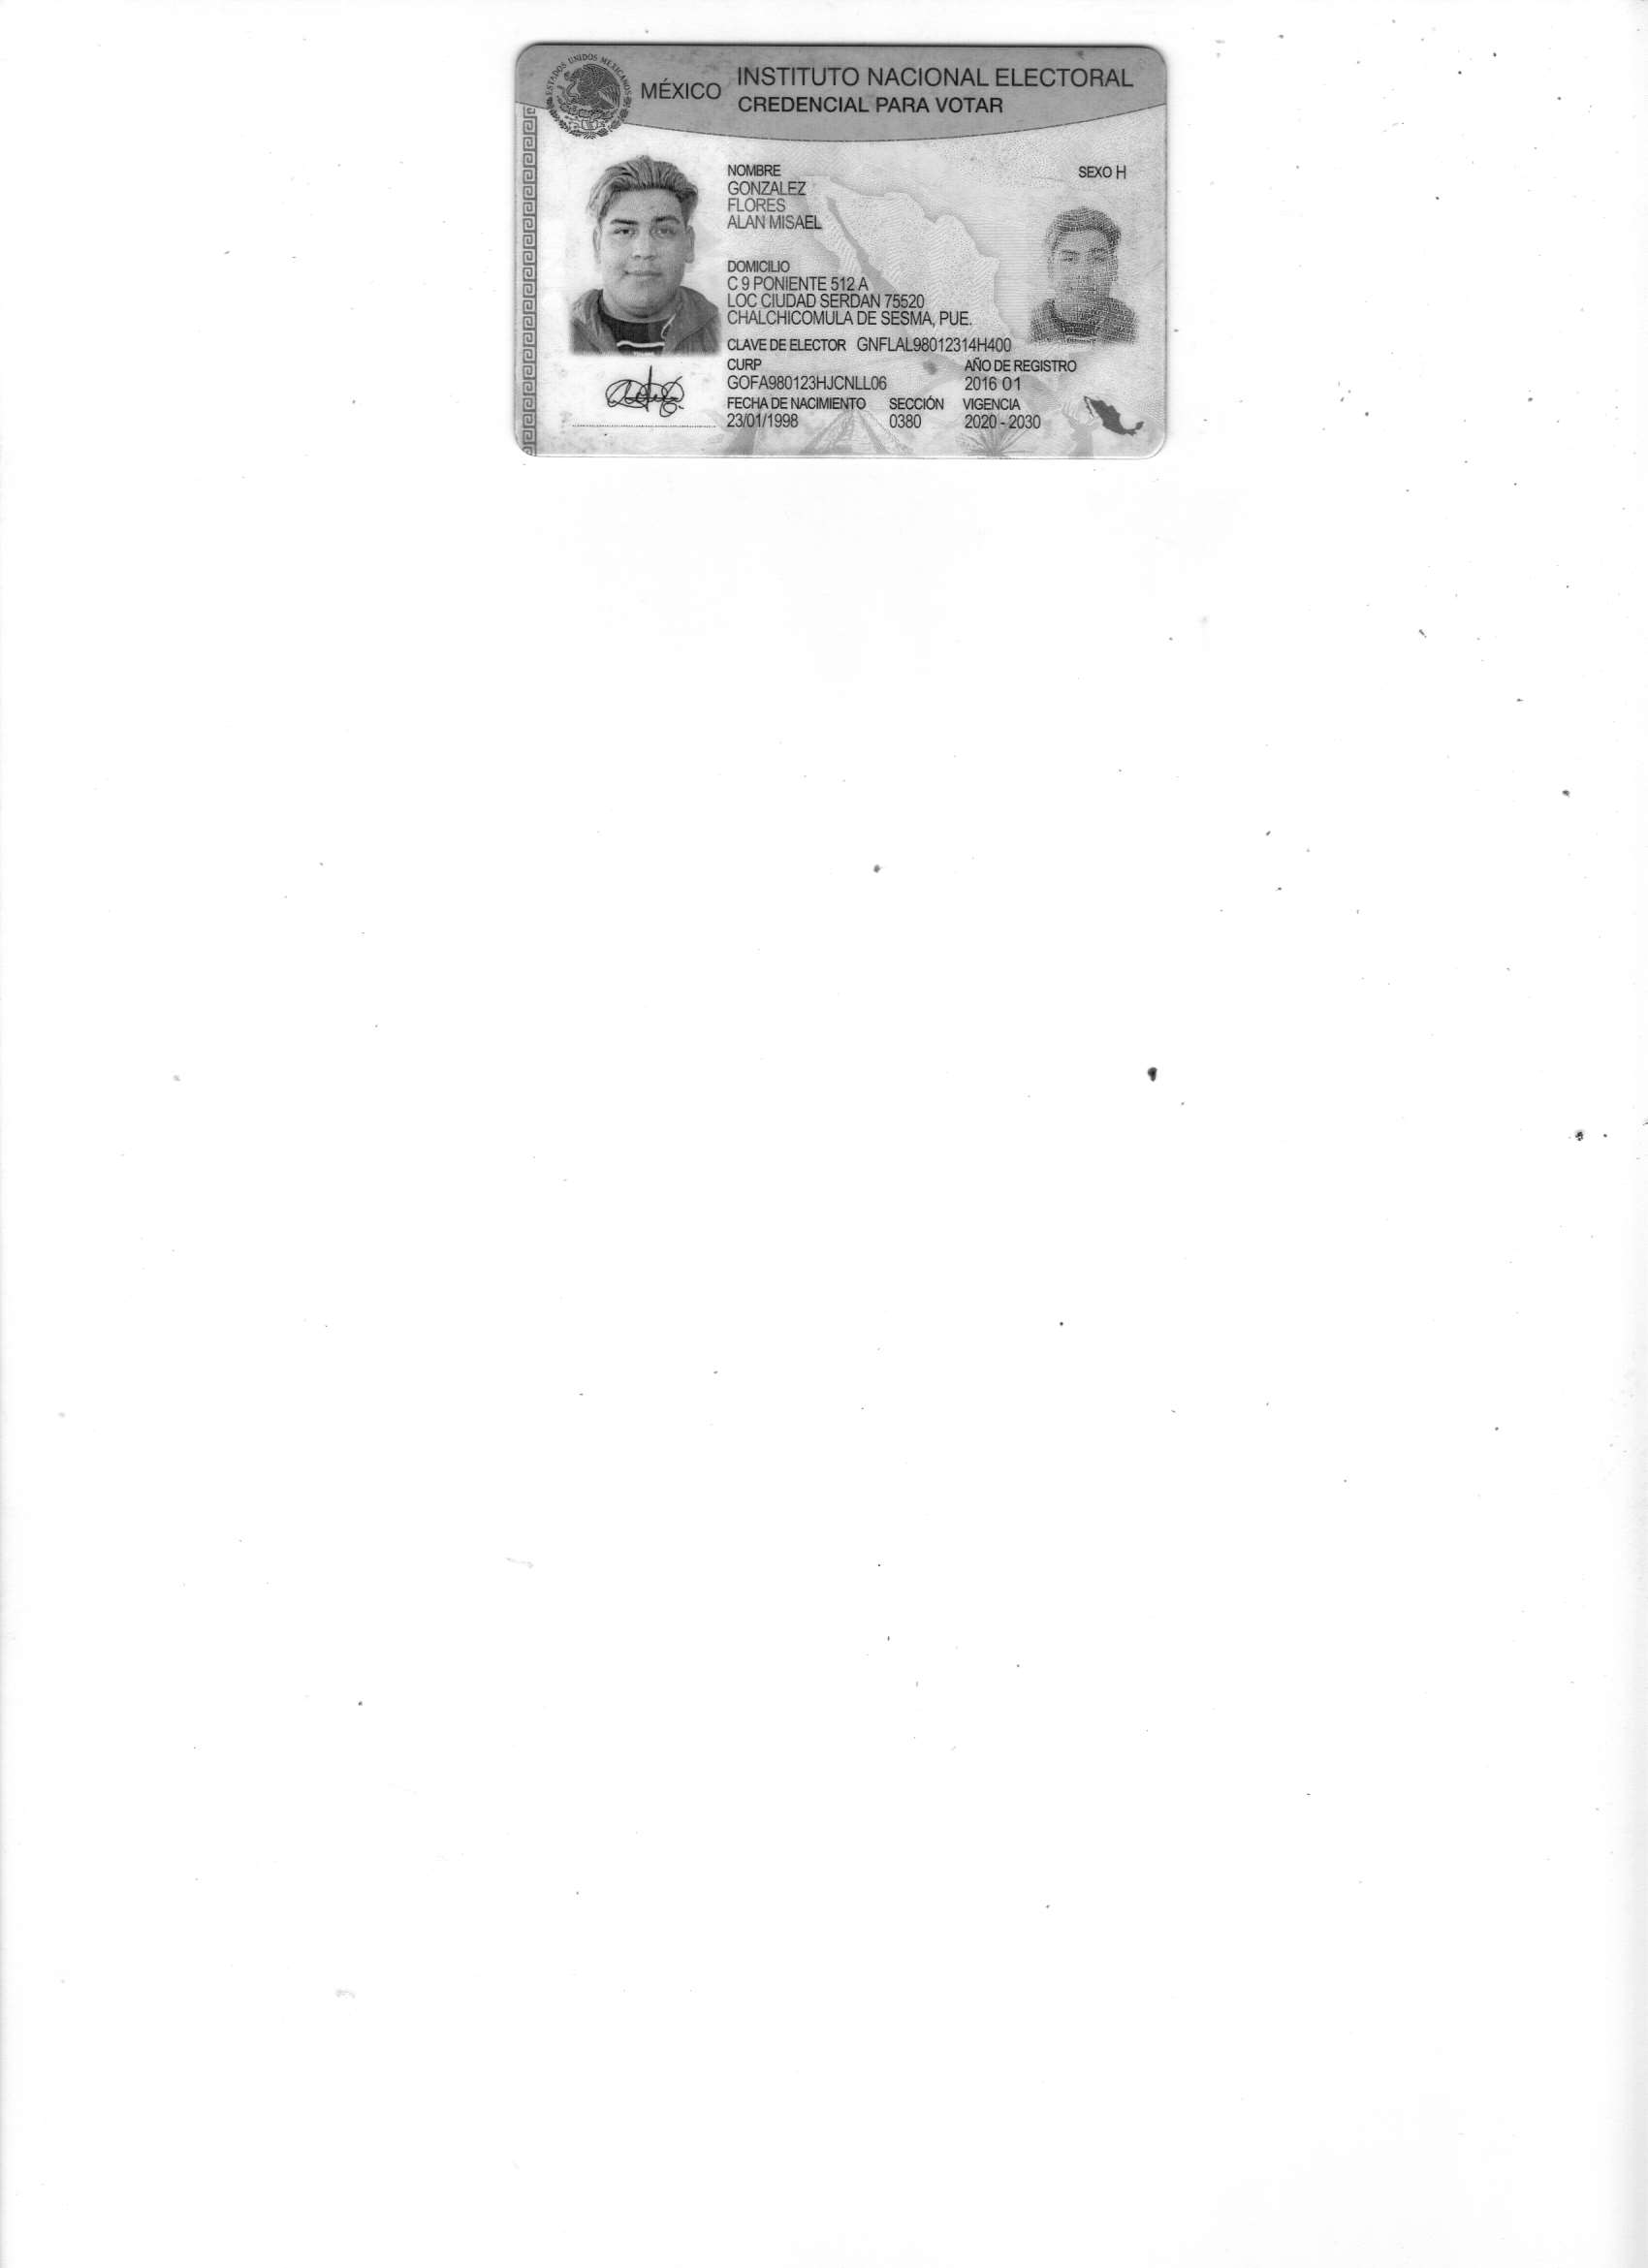 ESTADOS UNIDOS MEXICANOS
MÉXICO
INSTITUTO NACIONAL ELECTORAL
CREDENCIAL PARA VOTAR
NOMBRE
GONZALEZ
FLORES
ALAN MISAEL
SEXO H
DOMICILIO
C 9 PONIENTE 512 A
LOC CIUDAD SERDAN 75520
CHALCHICOMULA DE SESMA, PUE.
CLAVE DE ELECTOR GNFLAL98012314H400
CURP
GOFA980123HJCNLL06
AÑO DE REGISTRO
2016 01
FECHA DE NACIMIENTO
23/01/1998
SECCIÓN
0380
VIGENCIA
2020 - 2030